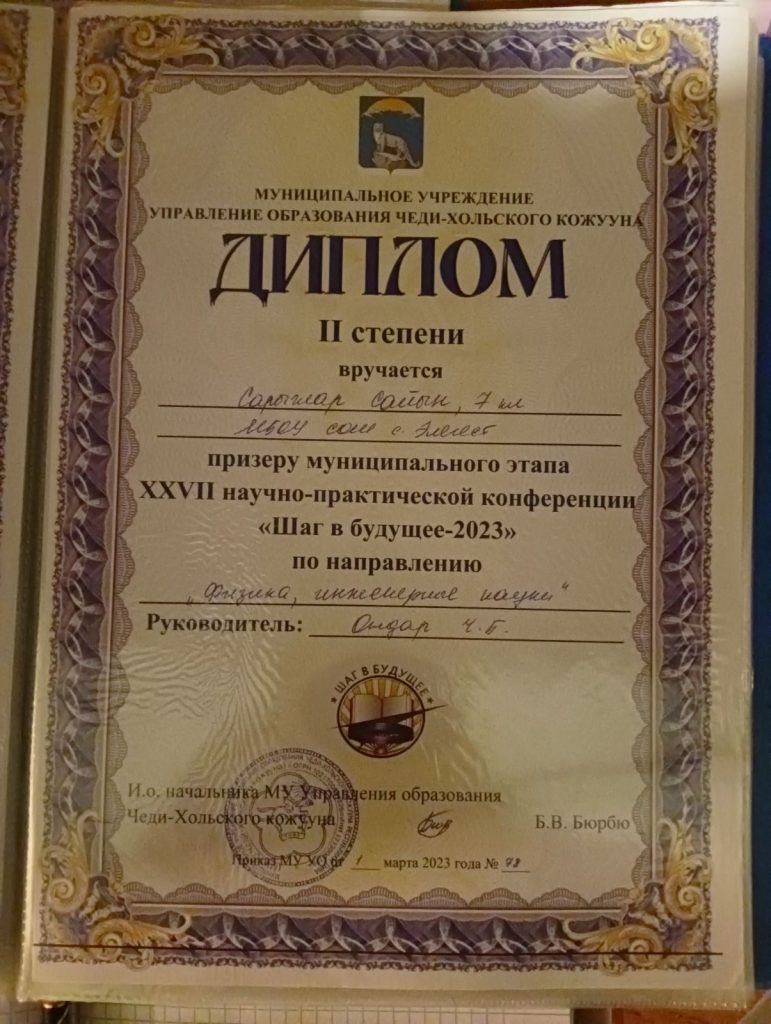 МУНИЦИПАЛЬНОЕ УЧРЕЖДЕНИЕ
УПРАВЛЕНИЕ ОБРАЗОВАНИЯ ЧЕДИ-ХОЛЬСКОГО КОЖУУНА
ДИПЛОМ
II степени
вручается
Сарыглар Сайын, 7 кл
МБОУ СОШ с. Элегест
призеру муниципального этапа
XXVII научно-практической конференции
«Шаг в будущее-2023»
по направлению
„Физика, инженерные науки“
Руководитель: Ондар Ч.Б.
ШАГ В БУДУЩЕЕ
И.о. начальника МУ Управления образования
Чеди-Хольского кожууна Б.В. Бюрбю
Приказ МУ УО от 1 марта 2023 года № 78